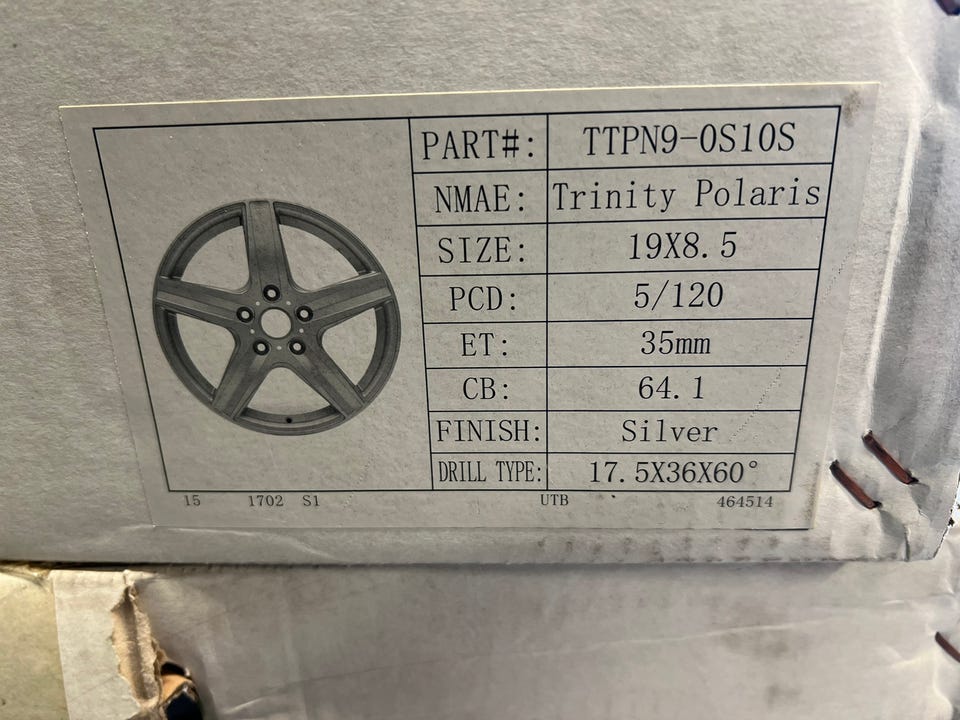 PART#: TTPN9-0S10S
NMAE: Trinity Polaris
SIZE: 19X8.5
PCD: 5/120
ET: 35mm
CB: 64.1
FINISH: Silver
DRILL TYPE: 17.5X36X60°
15 1702 S1 UTB 464514